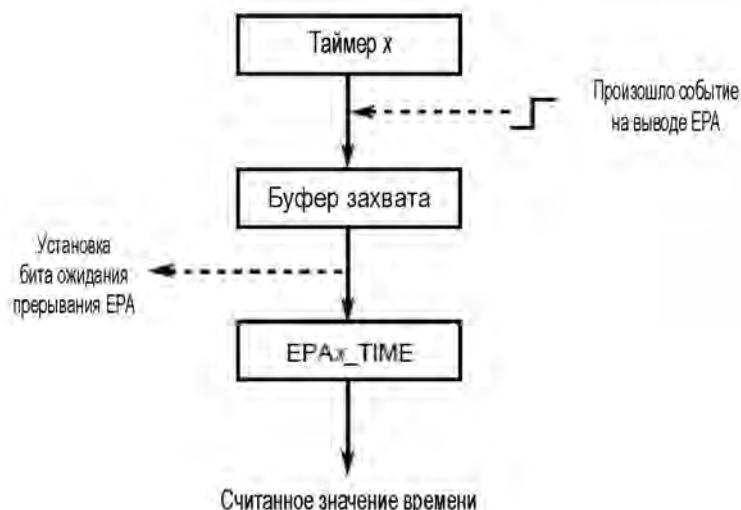 Таймер x
Произошло событие
на выводе EPA
Буфер захвата
Установка
бита ожидания
прерывания EPA
EPAx_TIME
Считанное значение времени